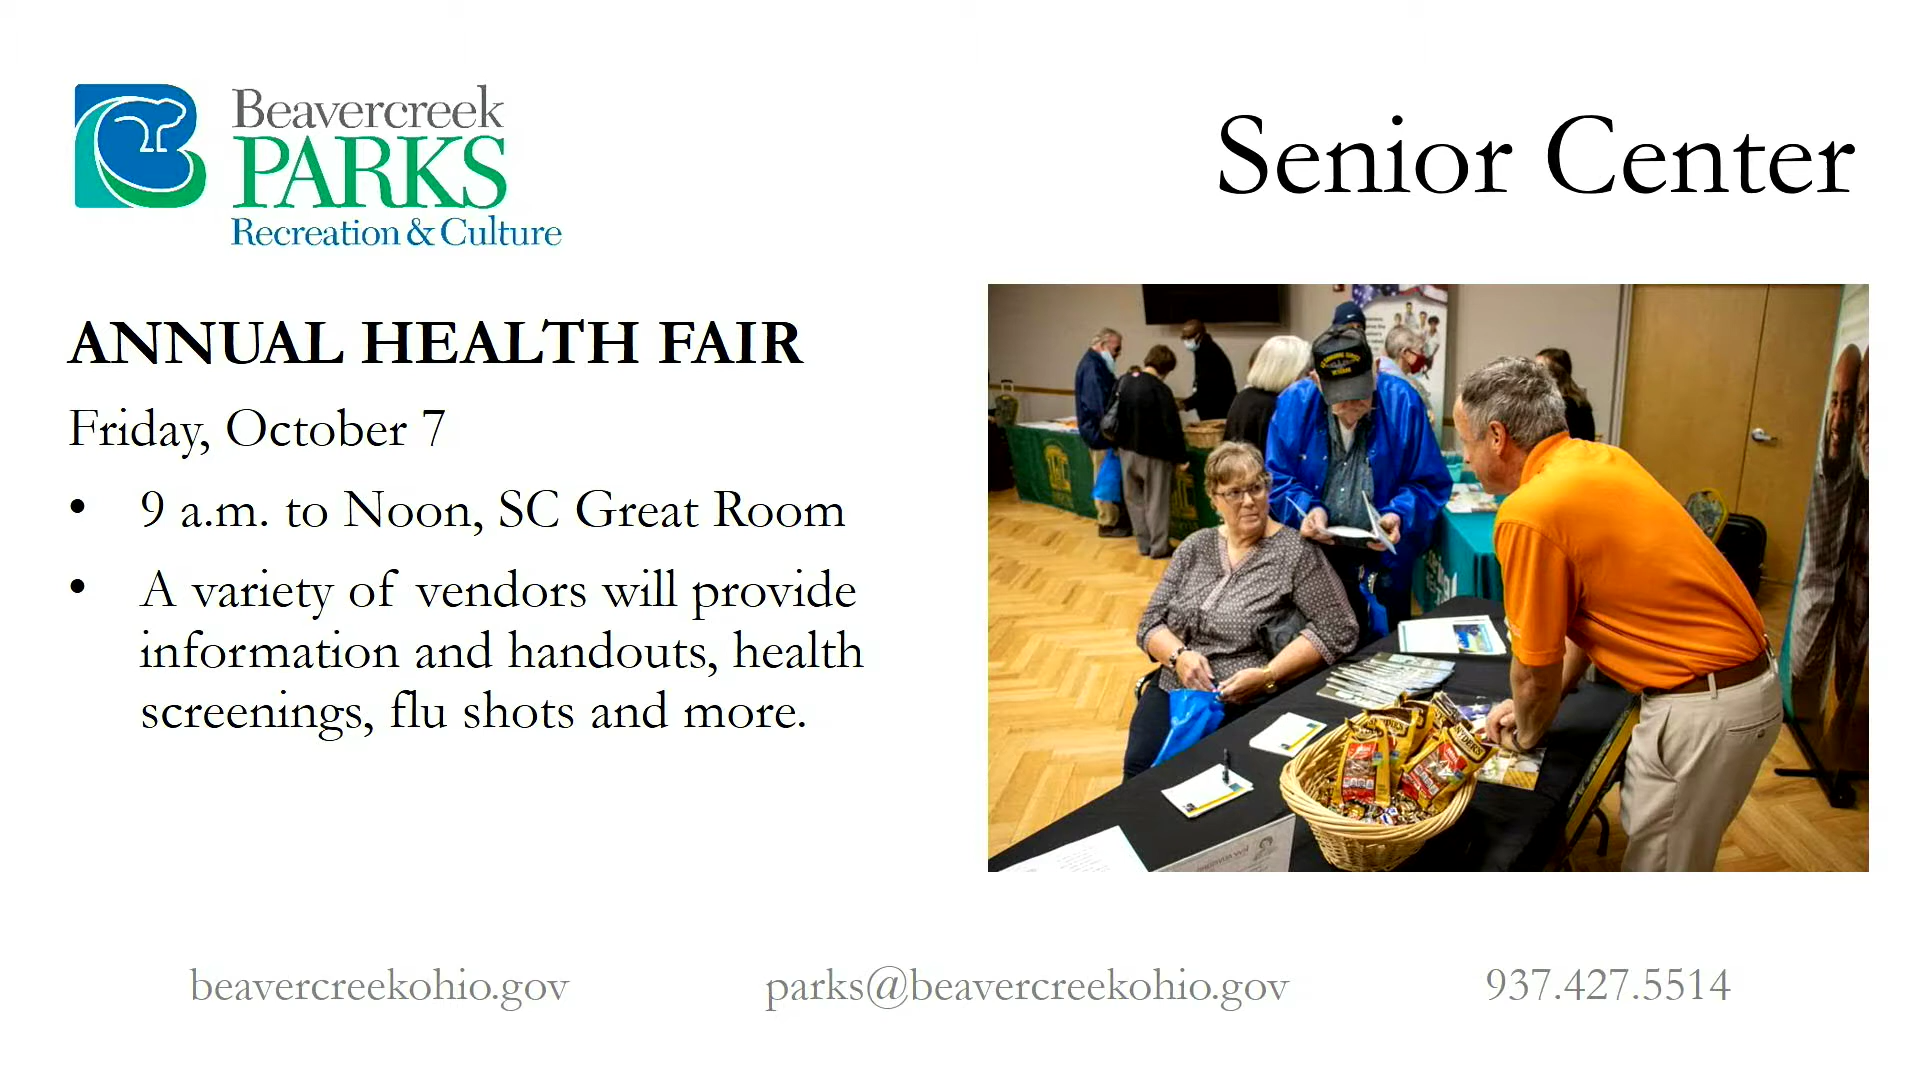 Beavercreek
PARKS
Recreation & Culture
Senior Center
ANNUAL HEALTH FAIR
Friday, October 7
• 9 a.m. to Noon, SC Great Room
• A variety of vendors will provide
information and handouts, health
screenings, flu shots and more.
beavercreekohio.gov
parks@beavercreekohio.gov
937.427.5514